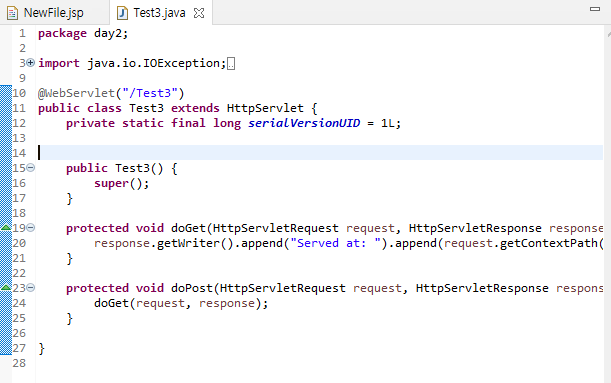 NewFile.jsp Test3.java
1 package day2;
2
3 import java.io.IOException;
9
10 @WebServlet("/Test3")
11 public class Test3 extends HttpServlet {
12 private static final long serialVersionUID = 1L;
13
14
15 public Test3() {
16 super();
17 }
18
19 protected void doGet(HttpServletRequest request, HttpServletResponse response
20 response.getWriter().append("Served at: ").append(request.getContextPath(
21 }
22
23 protected void doPost(HttpServletRequest request, HttpServletResponse respons
24 doGet(request, response);
25 }
26
27 }
28